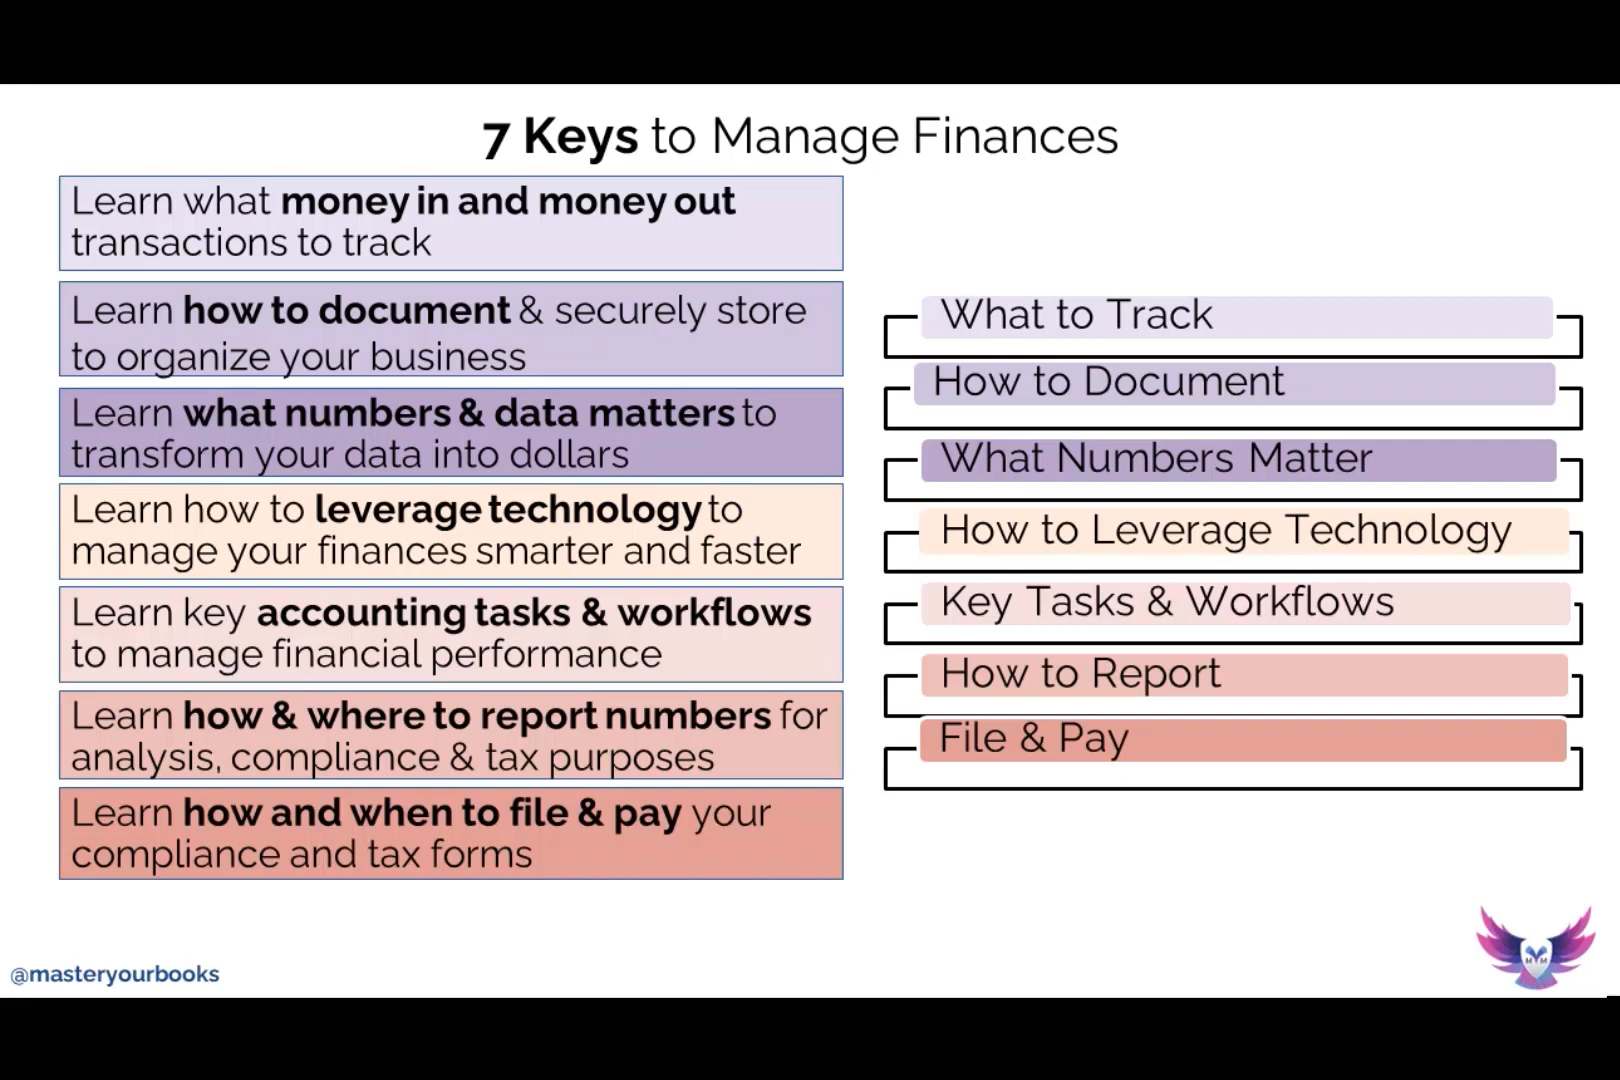 7 Keys to Manage Finances
Learn what money in and money out
transactions to track
Learn how to document & securely store
to organize your business
Learn what numbers & data matters to
transform your data into dollars
Learn how to leverage technology to
manage your finances smarter and faster
Learn key accounting tasks & workflows
to manage financial performance
Learn how & where to report numbers for
analysis, compliance & tax purposes
Learn how and when to file & pay your
compliance and tax forms
What to Track
How to Document
What Numbers Matter
How to Leverage Technology
Key Tasks & Workflows
How to Report
File & Pay
@masteryourbooks
MYM